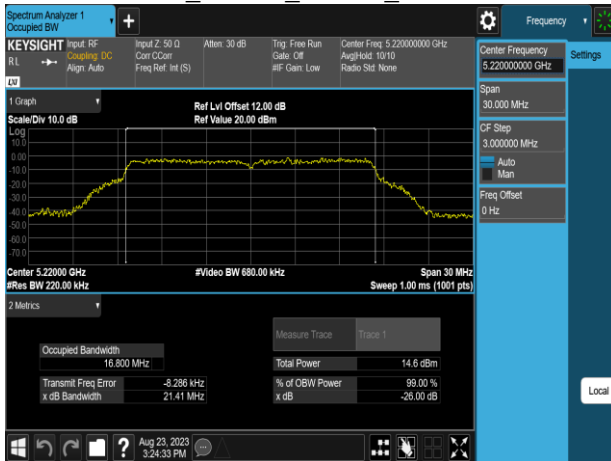 Spectrum Analyzer 1
Occupied BW
+
Frequency
KEYSIGHT
RL
LXI
Input: RF
Coupling: DC
Align: Auto
Input Z: 50 Ω
Corr CCorr
Freq Ref: Int (S)
Atten: 30 dB
Trig: Free Run
Gate: Off
#IF Gain: Low
Center Freq: 5.220000000 GHz
Avg|Hold: 10/10
Radio Std: None
Center Frequency
5.220000000 GHz
Settings
Span
30.000 MHz
CF Step
3.000000 MHz
Auto
Man
Freq Offset
0 Hz
Local
1 Graph
Scale/Div 10.0 dB
Ref Lvl Offset 12.00 dB
Ref Value 20.00 dBm
Log
10.0
0.00
-10.0
-20.0
-30.0
-40.0
-50.0
-60.0
-70.0
Center 5.22000 GHz
#Res BW 220.00 kHz
#Video BW 680.00 kHz
Span 30 MHz
Sweep 1.00 ms (1001 pts)
2 Metrics
Measure Trace
Trace 1
Occupied Bandwidth
16.800 MHz
Total Power
14.6 dBm
Transmit Freq Error
-8.286 kHz
% of OBW Power
99.00 %
x dB Bandwidth
21.41 MHz
x dB
-26.00 dB
?
Aug 23, 2023
3:24:33 PM